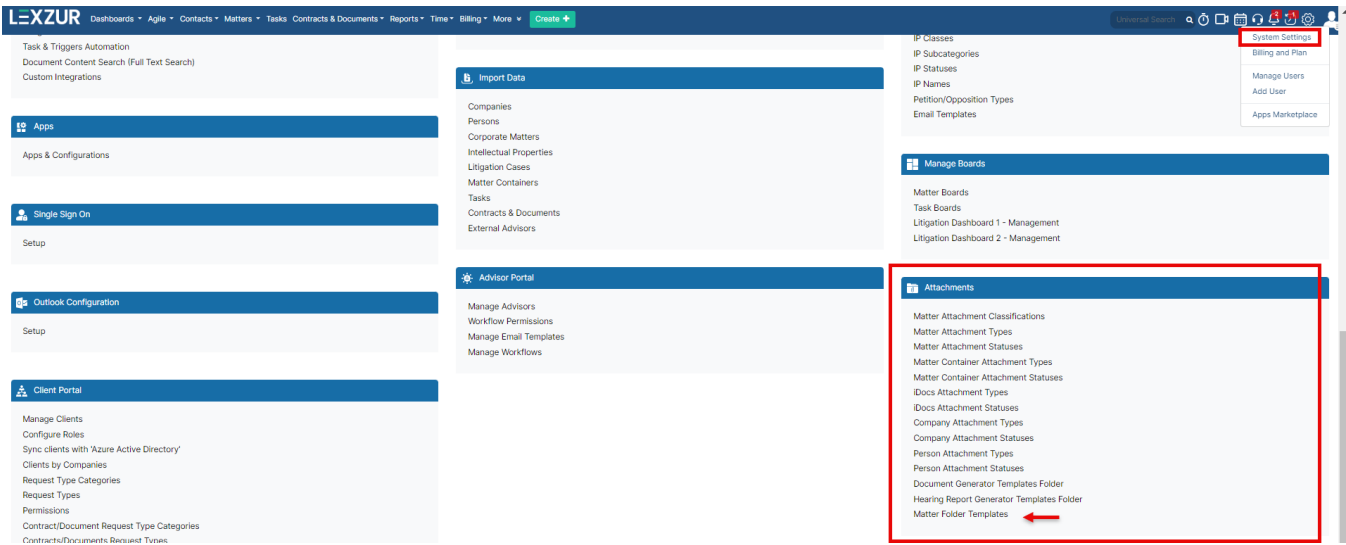 LEXZUR Dashboards Agile Contacts Matters Tasks Contracts & Documents Reports Time Billing More Create +
Universal Search
2
1
Task & Triggers Automation
Document Content Search (Full Text Search)
Custom Integrations
Apps
Apps & Configurations
Single Sign On
Setup
Outlook Configuration
Setup
Client Portal
Manage Clients
Configure Roles
Sync clients with 'Azure Active Directory'
Clients by Companies
Request Type Categories
Request Types
Permissions
Contract/Document Request Type Categories
Contracts/Documents Request Types
Import Data
Companies
Persons
Corporate Matters
Intellectual Properties
Litigation Cases
Matter Containers
Tasks
Contracts & Documents
External Advisors
Advisor Portal
Manage Advisors
Workflow Permissions
Manage Email Templates
Manage Workflows
IP Classes
IP Subcategories
IP Statuses
IP Names
Petition/Opposition Types
Email Templates
System Settings
Billing and Plan
Manage Users
Add User
Apps Marketplace
Manage Boards
Matter Boards
Task Boards
Litigation Dashboard 1 - Management
Litigation Dashboard 2 - Management
Attachments
Matter Attachment Classifications
Matter Attachment Types
Matter Attachment Statuses
Matter Container Attachment Types
Matter Container Attachment Statuses
iDocs Attachment Types
iDocs Attachment Statuses
Company Attachment Types
Company Attachment Statuses
Person Attachment Types
Person Attachment Statuses
Document Generator Templates Folder
Hearing Report Generator Templates Folder
Matter Folder Templates